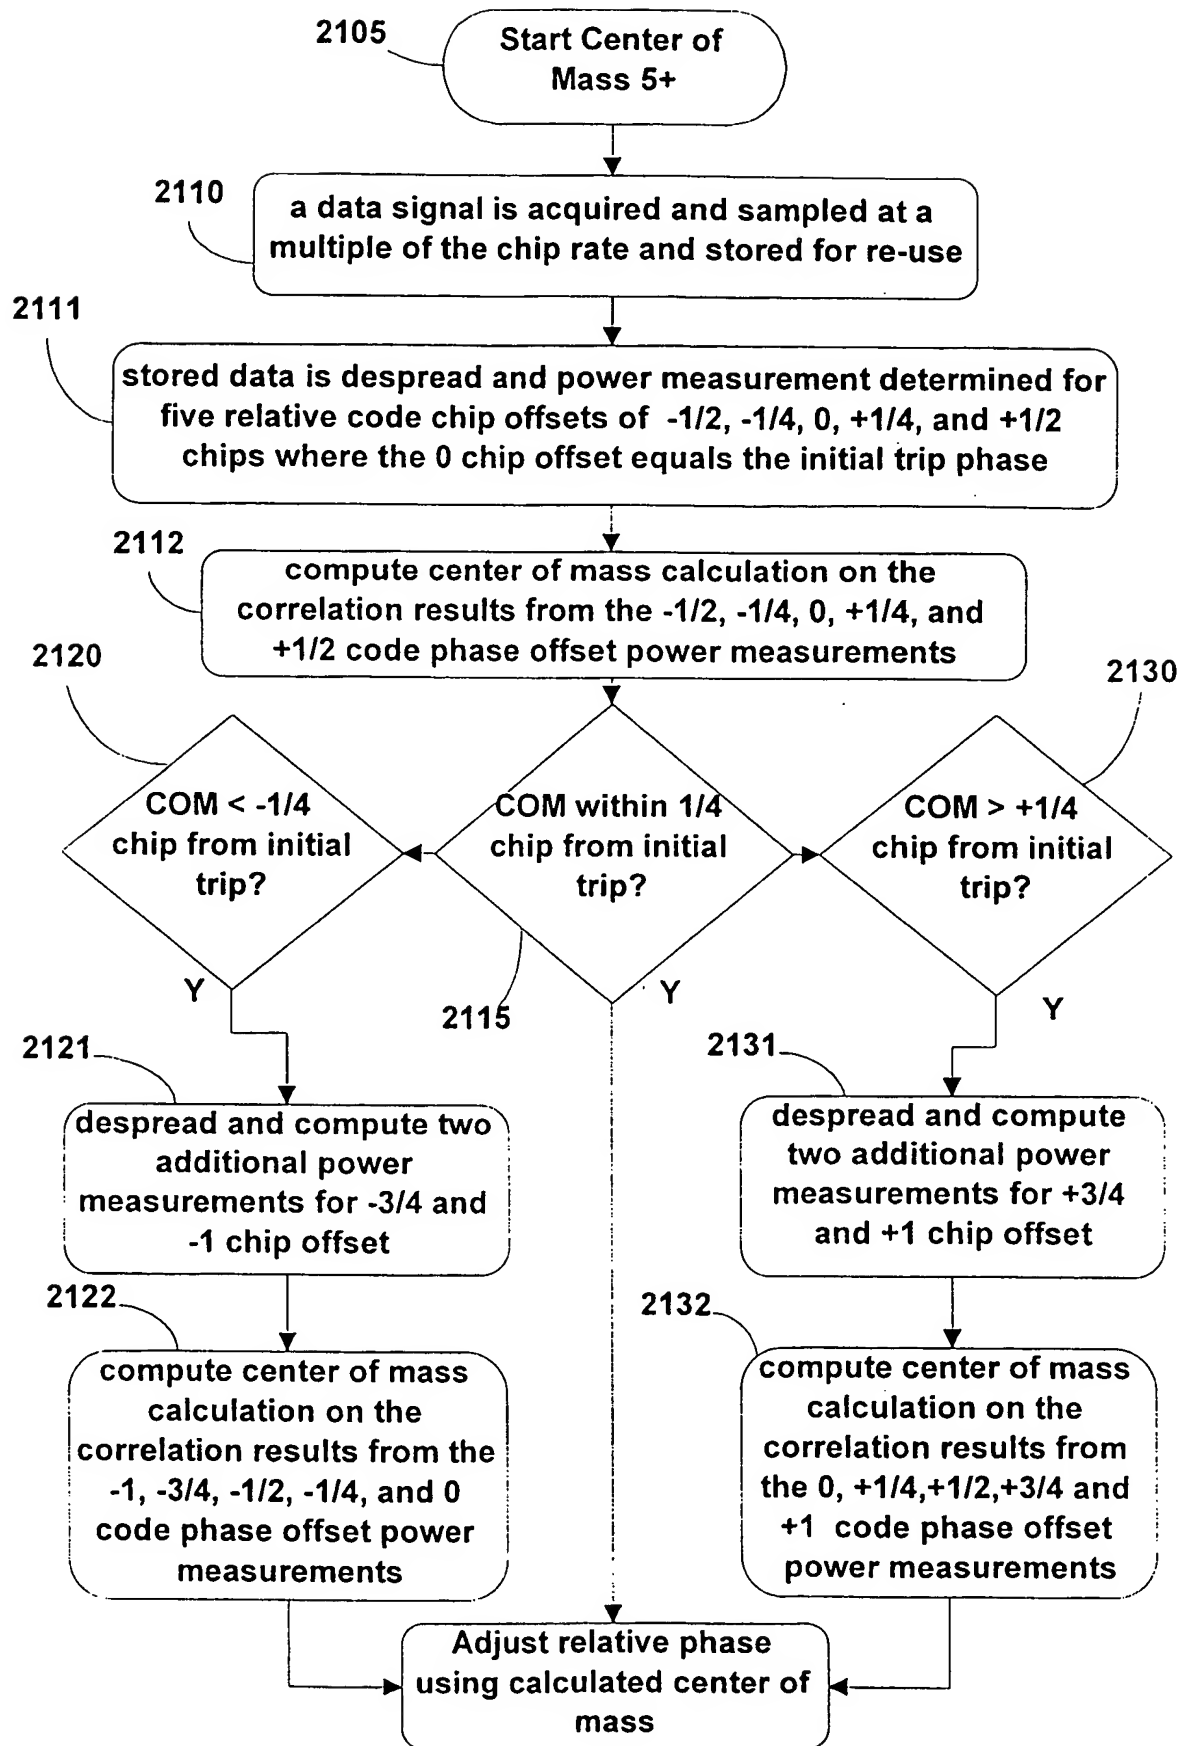 2105
Start Center of
Mass 5+
2110
a data signal is acquired and sampled at a
multiple of the chip rate and stored for re-use
2111
stored data is despread and power measurement determined for
five relative code chip offsets of -1/2, -1/4, 0, +1/4, and +1/2
chips where the 0 chip offset equals the initial trip phase
2112
compute center of mass calculation on the
correlation results from the -1/2, -1/4, 0, +1/4, and
+1/2 code phase offset power measurements
2120
COM < -1/4
chip from initial
trip?
Y
COM within 1/4
chip from initial
trip?
2115
Y
2130
COM > +1/4
chip from initial
trip?
Y
2121
despread and compute two
additional power
measurements for -3/4 and
-1 chip offset
2131
despread and compute
two additional power
measurements for +3/4
and +1 chip offset
2122
compute center of mass
calculation on the
correlation results from the
-1, -3/4, -1/2, -1/4, and 0
code phase offset power
measurements
2132
compute center of mass
calculation on the
correlation results from
the 0, +1/4,+1/2,+3/4 and
+1 code phase offset
power measurements
Adjust relative phase
using calculated center of
mass